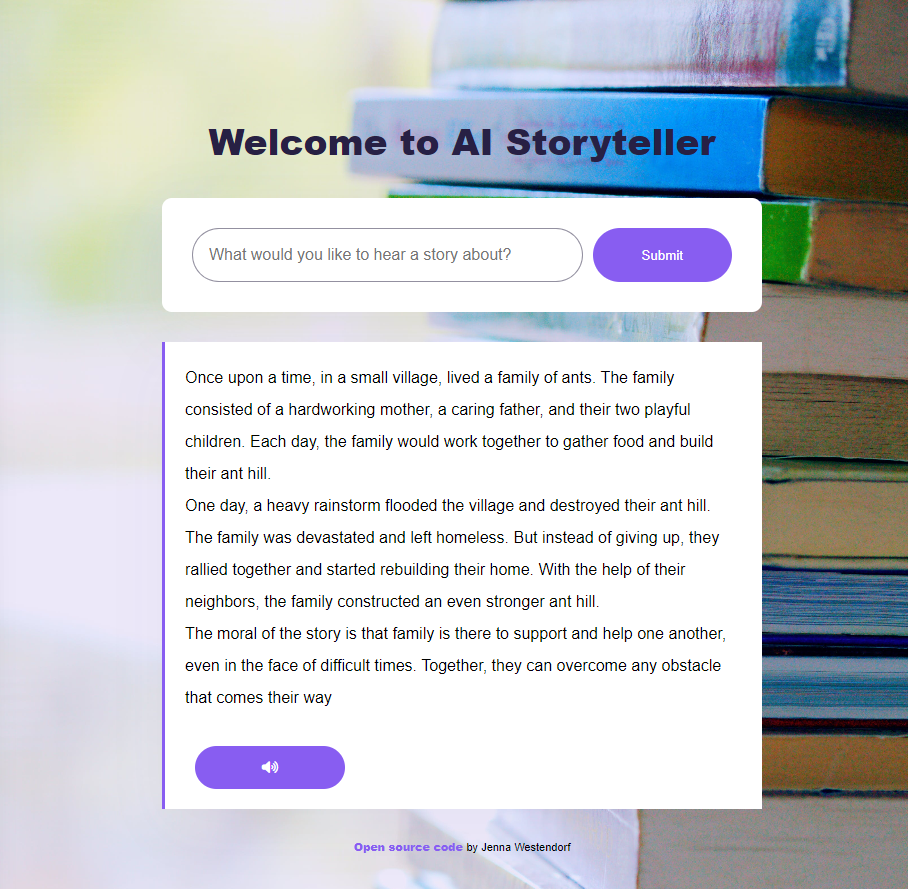 Welcome to AI Storyteller
What would you like to hear a story about?
Submit
Once upon a time, in a small village, lived a family of ants. The family
consisted of a hardworking mother, a caring father, and their two playful
children. Each day, the family would work together to gather food and build
their ant hill.
One day, a heavy rainstorm flooded the village and destroyed their ant hill.
The family was devastated and left homeless. But instead of giving up, they
rallied together and started rebuilding their home. With the help of their
neighbors, the family constructed an even stronger ant hill.
The moral of the story is that family is there to support and help one another,
even in the face of difficult times. Together, they can overcome any obstacle
that comes their way
Open source code by Jenna Westendorf